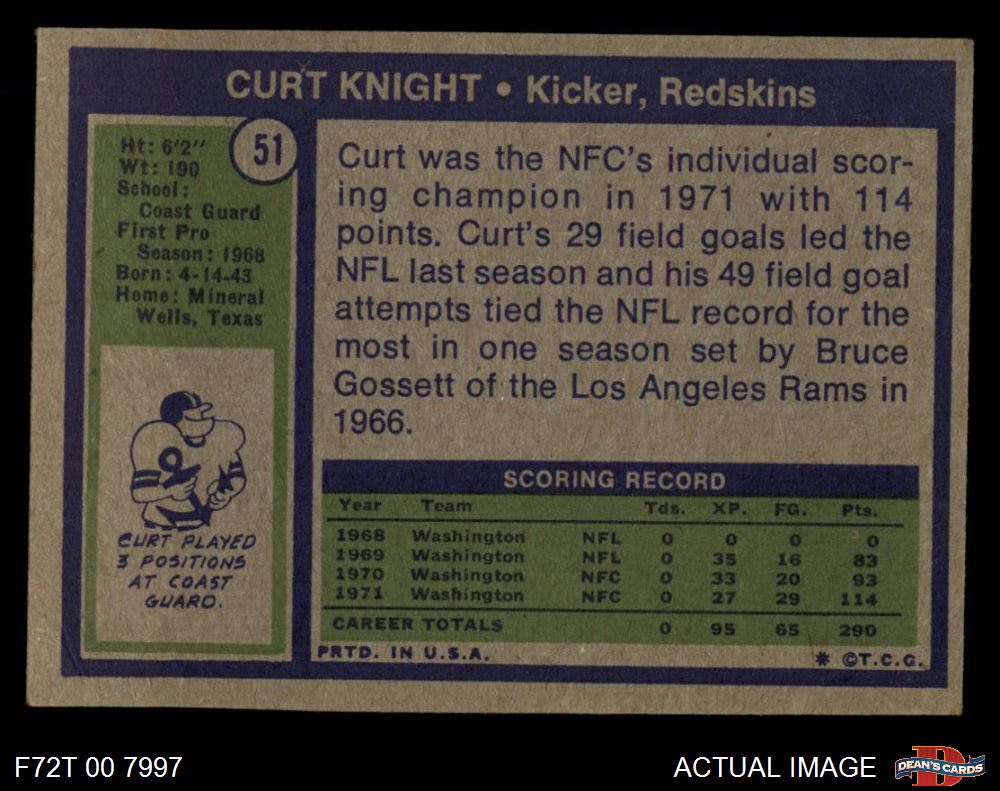 CURT KNIGHT • Kicker, Redskins
51
Ht: 6'2"
Wt: 190
School:
Coast Guard
First Pro
Season: 1968
Born: 4-14-43
Home: Mineral
Wells, Texas
CURT PLAYED
3 POSITIONS
AT COAST
GUARD.
Curt was the NFC's individual scor-
ing champion in 1971 with 114
points. Curt's 29 field goals led the
NFL last season and his 49 field goal
attempts tied the NFL record for the
most in one season set by Bruce
Gossett of the Los Angeles Rams in
1966.
SCORING RECORD
Year Team Tds. XP. FG. Pts.
1968 Washington NFL 0 0 0 0
1969 Washington NFL 0 35 16 83
1970 Washington NFC 0 33 20 93
1971 Washington NFC 0 27 29 114
CAREER TOTALS 0 95 65 290
PRTD. IN U.S.A. * ©T.C.G.
F72T 00 7997 ACTUAL IMAGE
D
DEAN'S CARDS